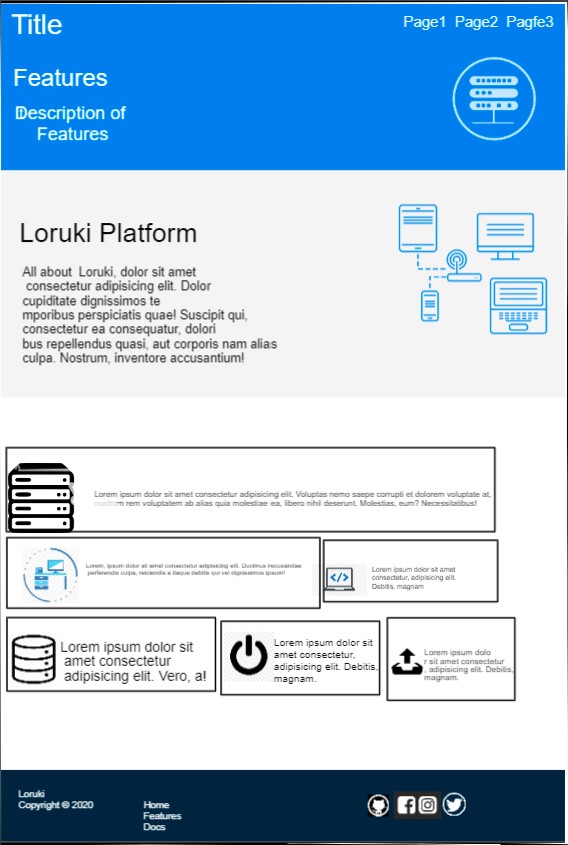 Title
Page1 Page2 Pagfe3
Features
Description of
Features
Loruki Platform
All about Loruki, dolor sit amet
consectetur adipisicing elit. Dolor
cupiditate dignissimos te
mporibus perspiciatis quae! Suscipit qui,
consectetur ea consequatur, dolori
bus repellendus quasi, aut corporis nam alias
culpa. Nostrum, inventore accusantium!
Lorem ipsum dolor sit amet consectetur adipisicing elit. Voluptas nemo saepe corrupti et dolorem voluptate at,
rem voluptatem ab alias quia molestiae ea, libero nihil deserunt. Molestias, eum? Necessitatibus!
Lorem, ipsum dolor sit amet consectetur adipisicing elit. Ducimus recusandae
perferendis culpa, reiciendis a itaque debitis qui vel dignissimos ipsum!
</>
Lorem ipsum dolor sit amet
consectetur, adipisicing elit.
Debitis, magnam
Lorem ipsum dolor sit
amet consectetur
adipisicing elit. Vero, a!
Lorem ipsum dolor sit
amet consectetur,
adipisicing elit. Debitis,
magnam.
Lorem ipsum dolo
r sit amet consectetur
, adipisicing elit. Debitis,
magnam.
Loruki
Copyright © 2020
Home
Features
Docs